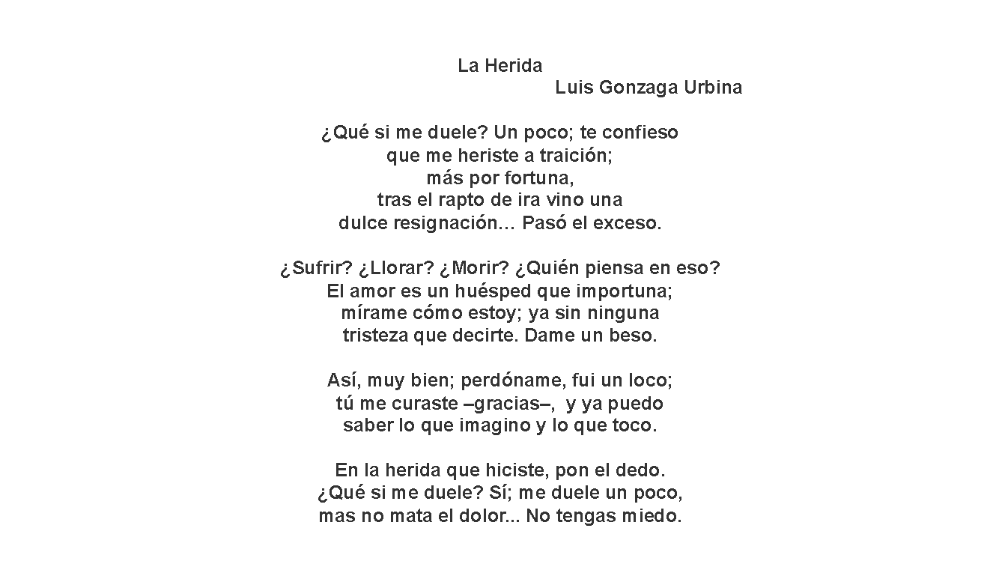 La Herida
Luis Gonzaga Urbina
¿Qué si me duele? Un poco; te confieso
que me heriste a traición;
más por fortuna,
tras el rapto de ira vino una
dulce resignación… Pasó el exceso.
¿Sufrir? ¿Llorar? ¿Morir? ¿Quién piensa en eso?
El amor es un huésped que importuna;
mírame cómo estoy; ya sin ninguna
tristeza que decirte. Dame un beso.
Así, muy bien; perdóname, fui un loco;
tú me curaste –gracias–,  y ya puedo
saber lo que imagino y lo que toco.
En la herida que hiciste, pon el dedo.
¿Qué si me duele? Sí; me duele un poco,
mas no mata el dolor... No tengas miedo.